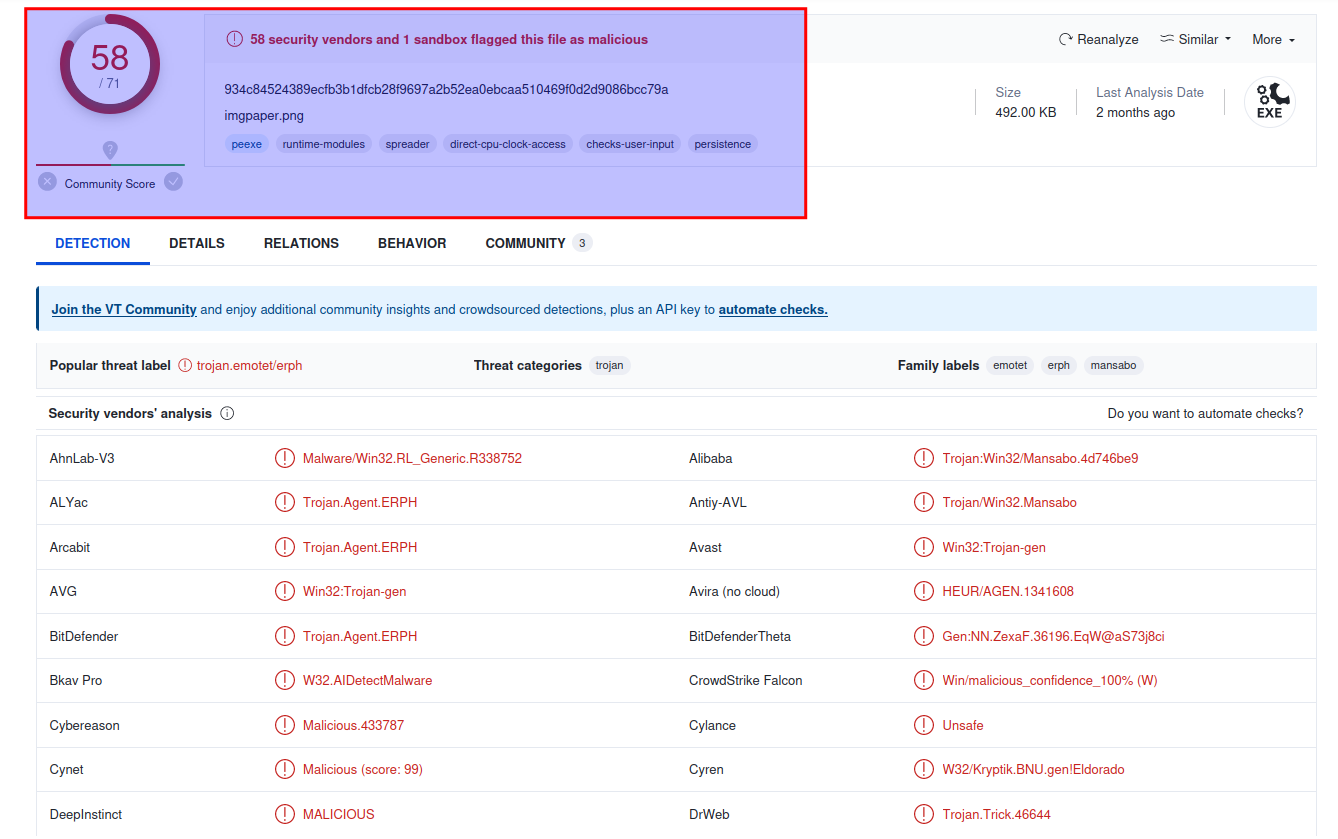 58
/ 71
Community Score
58 security vendors and 1 sandbox flagged this file as malicious
Reanalyze Similar More
934c84524389ecfb3b1dfcb28f9697a2b52ea0ebcaa510469f0d2d9086bcc79a
imgpaper.png
peexe runtime-modules spreader direct-cpu-clock-access checks-user-input persistence
Size
492.00 KB
Last Analysis Date
2 months ago
EXE
DETECTION DETAILS RELATIONS BEHAVIOR COMMUNITY 3
Join the VT Community and enjoy additional community insights and crowdsourced detections, plus an API key to automate checks.
Popular threat label trojan.emotet/erph Threat categories trojan Family labels emotet erph mansabo
Security vendors' analysis Do you want to automate checks?
AhnLab-V3 Malware/Win32.RL_Generic.R338752 Alibaba Trojan:Win32/Mansabo.4d746be9
ALYac Trojan.Agent.ERPH Antiy-AVL Trojan/Win32.Mansabo
Arcabit Trojan.Agent.ERPH Avast Win32:Trojan-gen
AVG Win32:Trojan-gen Avira (no cloud) HEUR/AGEN.1341608
BitDefender Trojan.Agent.ERPH BitDefenderTheta Gen:NN.ZexaF.36196.EqW@aS73j8ci
Bkav Pro W32.AIDetectMalware CrowdStrike Falcon Win/malicious_confidence_100% (W)
Cybereason Malicious.433787 Cylance Unsafe
Cynet Malicious (score: 99) Cyren W32/Kryptik.BNU.gen!Eldorado
DeepInstinct MALICIOUS DrWeb Trojan.Trick.46644